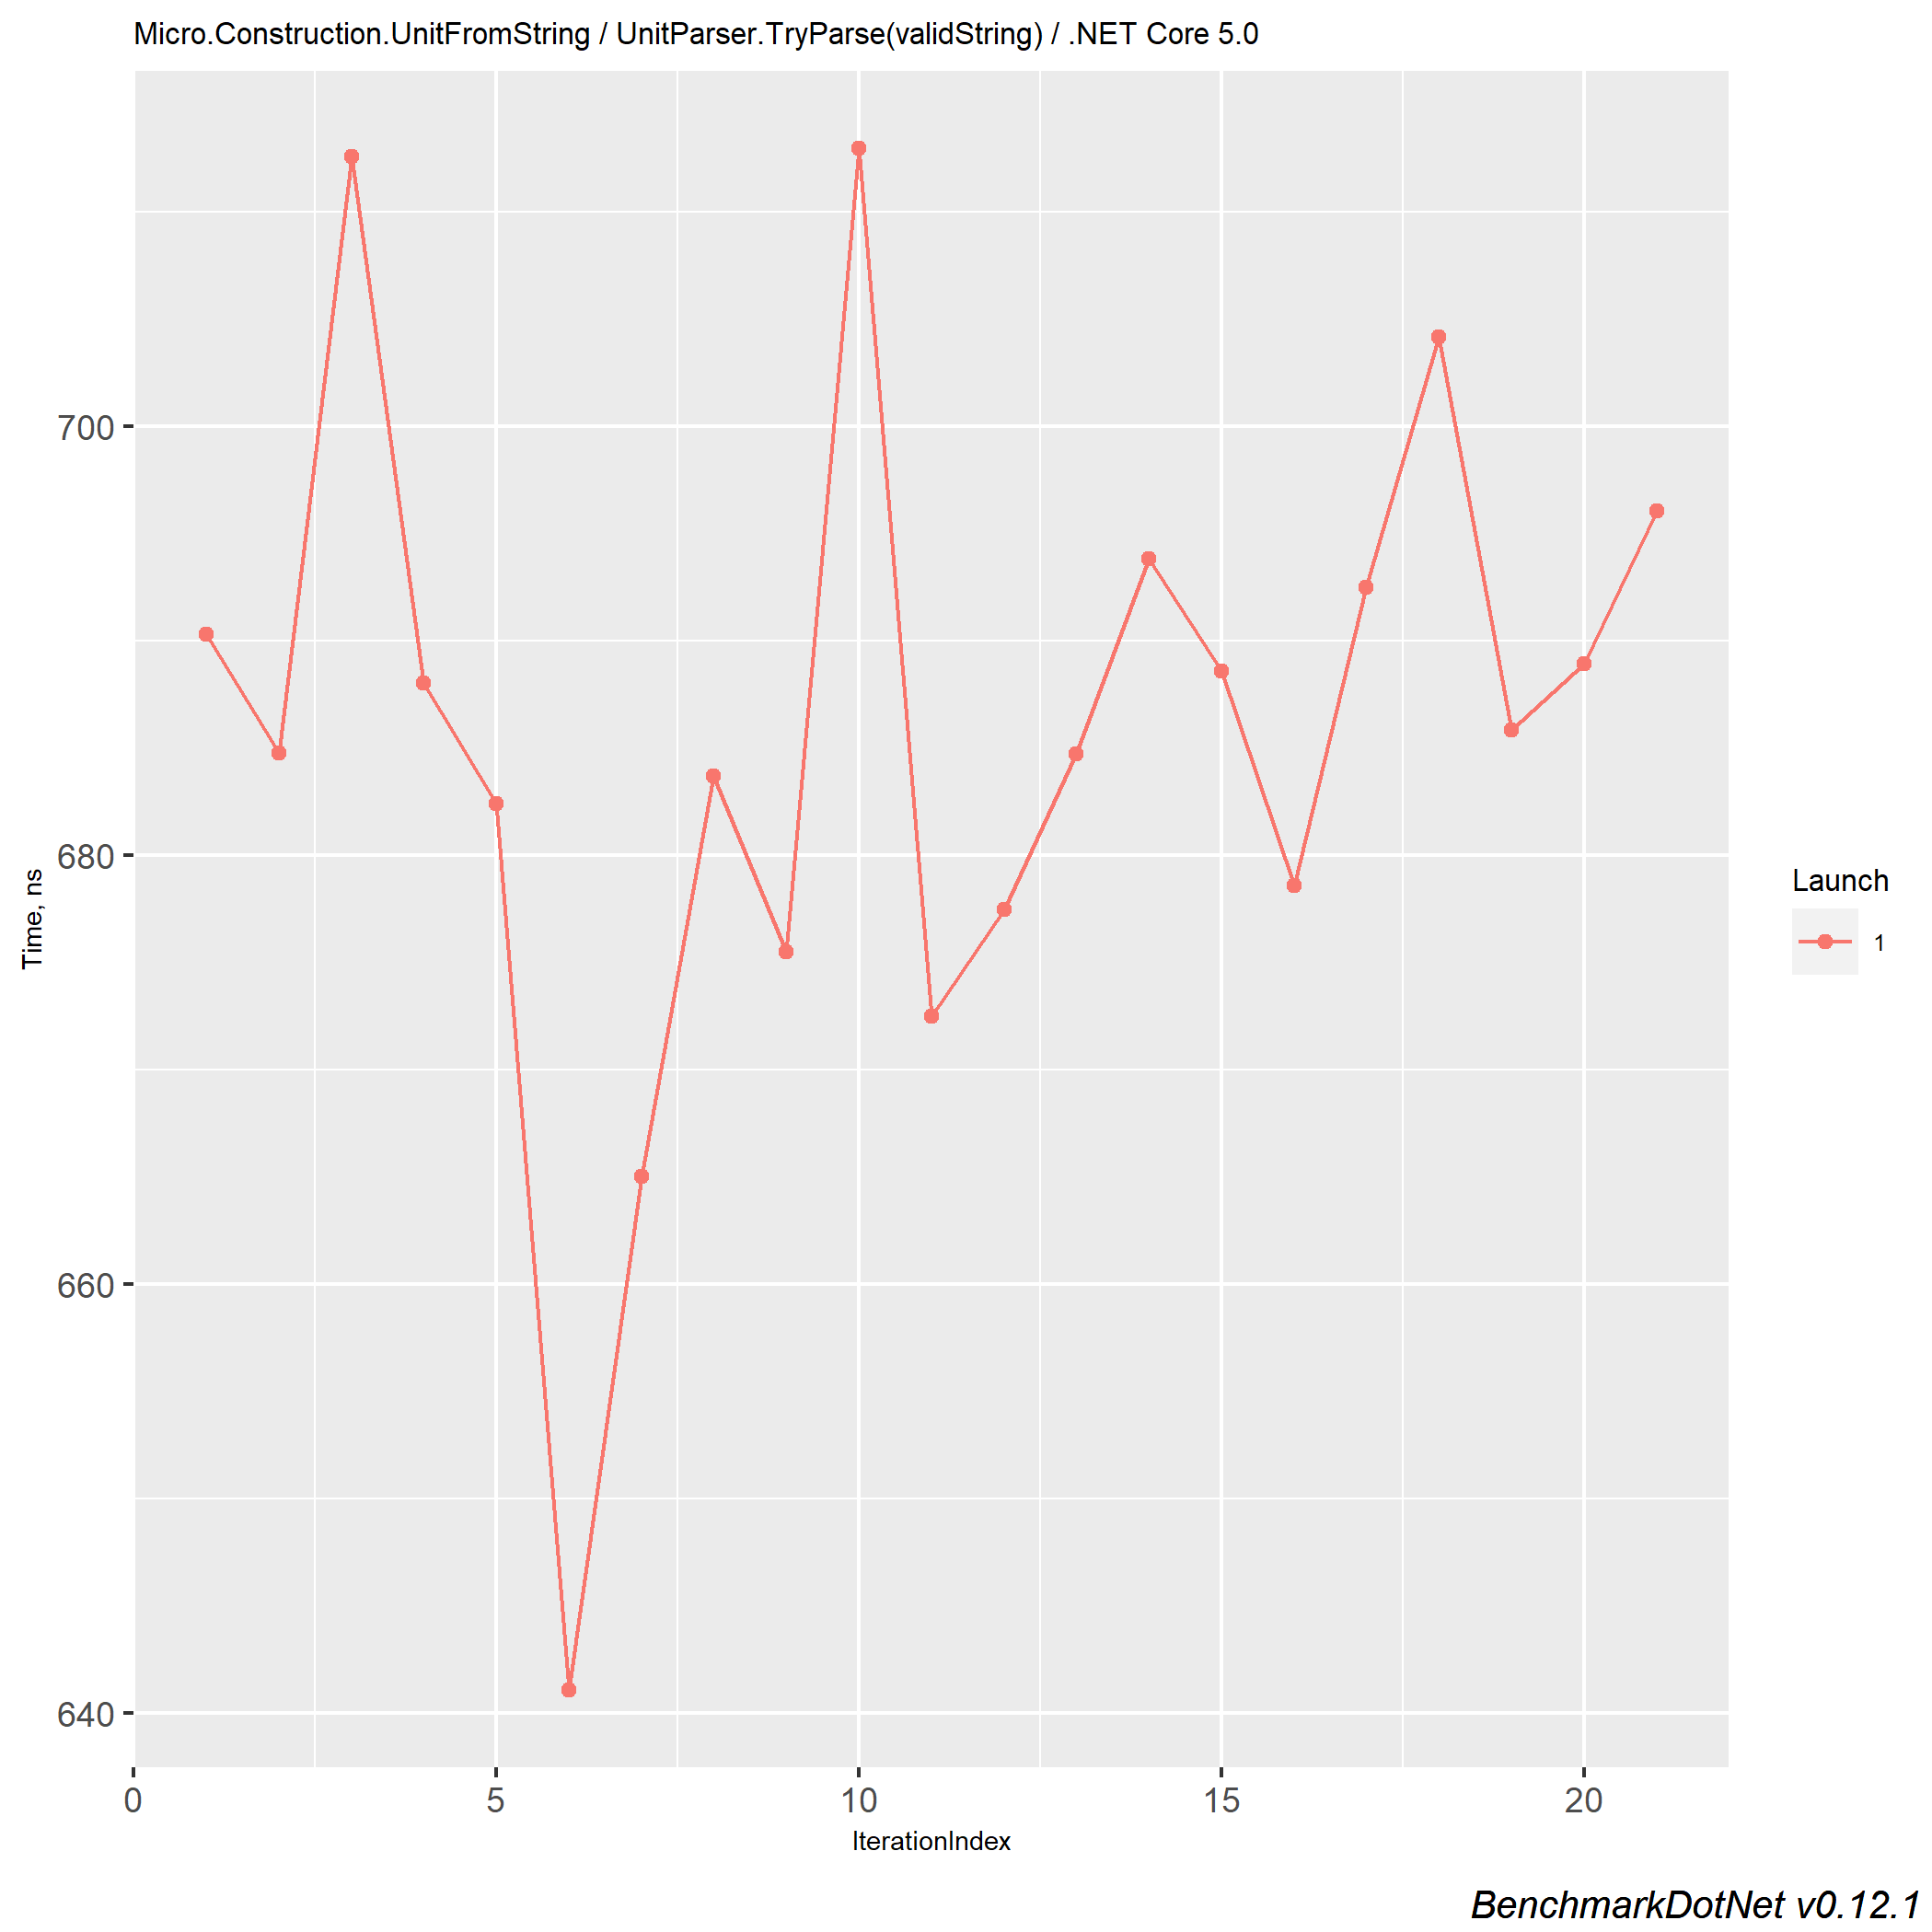 Micro.Construction.UnitFromString / UnitParser.TryParse(validString) / .NET Core 5.0
700
680
660
640
Time, ns
0 5 10 15 20
IterationIndex
Launch
1
BenchmarkDotNet v0.12.1